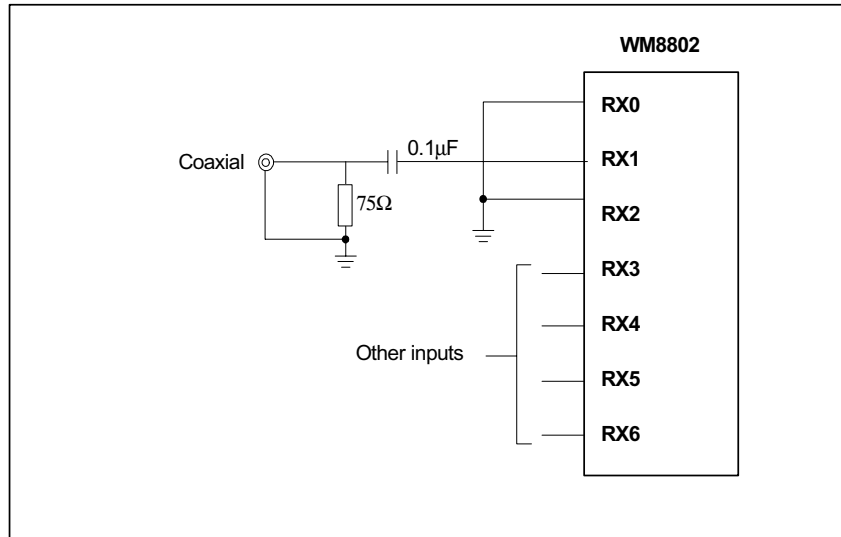 WM8802
RX0
Coaxial
0.1μF
RX1
75Ω
RX2
RX3
RX4
Other inputs
RX5
RX6